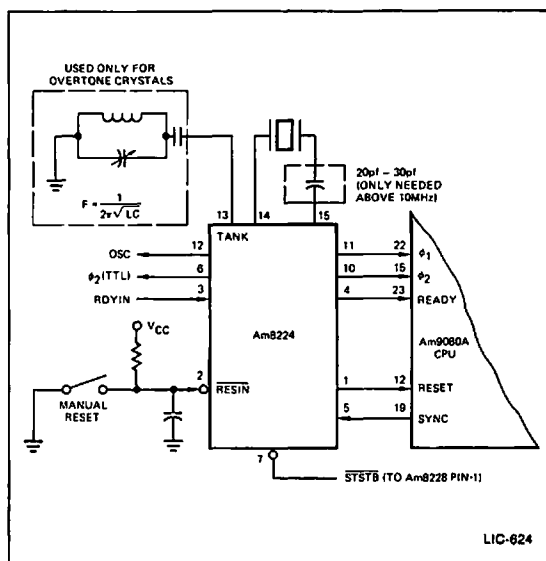 USED ONLY FOR
OVERTONE CRYSTALS
F = 1
2π√LC
20pf – 30pf
(ONLY NEEDED
ABOVE 10MHz)
13
14
15
TANK
OSC
12
11
22
ϕ1
ϕ2(TTL)
6
10
15
ϕ2
RDYIN
3
4
23
READY
Am8224
Am9080A
CPU
VCC
2
RESIN
1
12
RESET
MANUAL
RESET
5
19
SYNC
7
STSTB (TO Am8228 PIN-1)
LIC-624